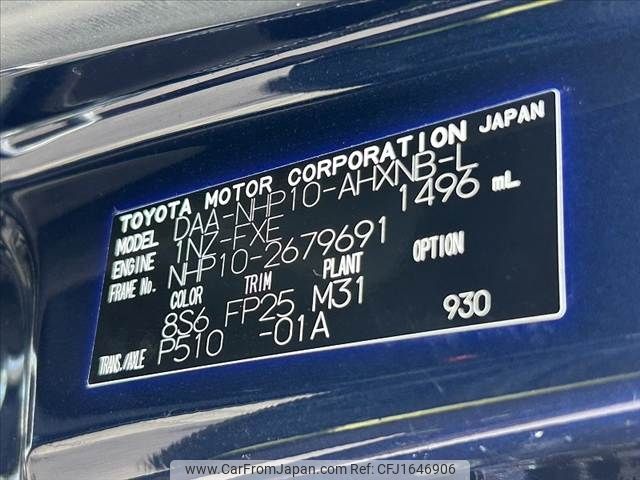 TOYOTA MOTOR CORPORATION JAPAN
MODEL DAA-NHP10-AHXNB-L
ENGINE 1NZ-FXE 1496 mL
FRAME No. NHP10-2679691
COLOR TRIM PLANT OPTION
8S6 FP25 M31
TRANS./AXLE P510 -01A 930
www.CarFromJapan.com | ID: CFJ1646906